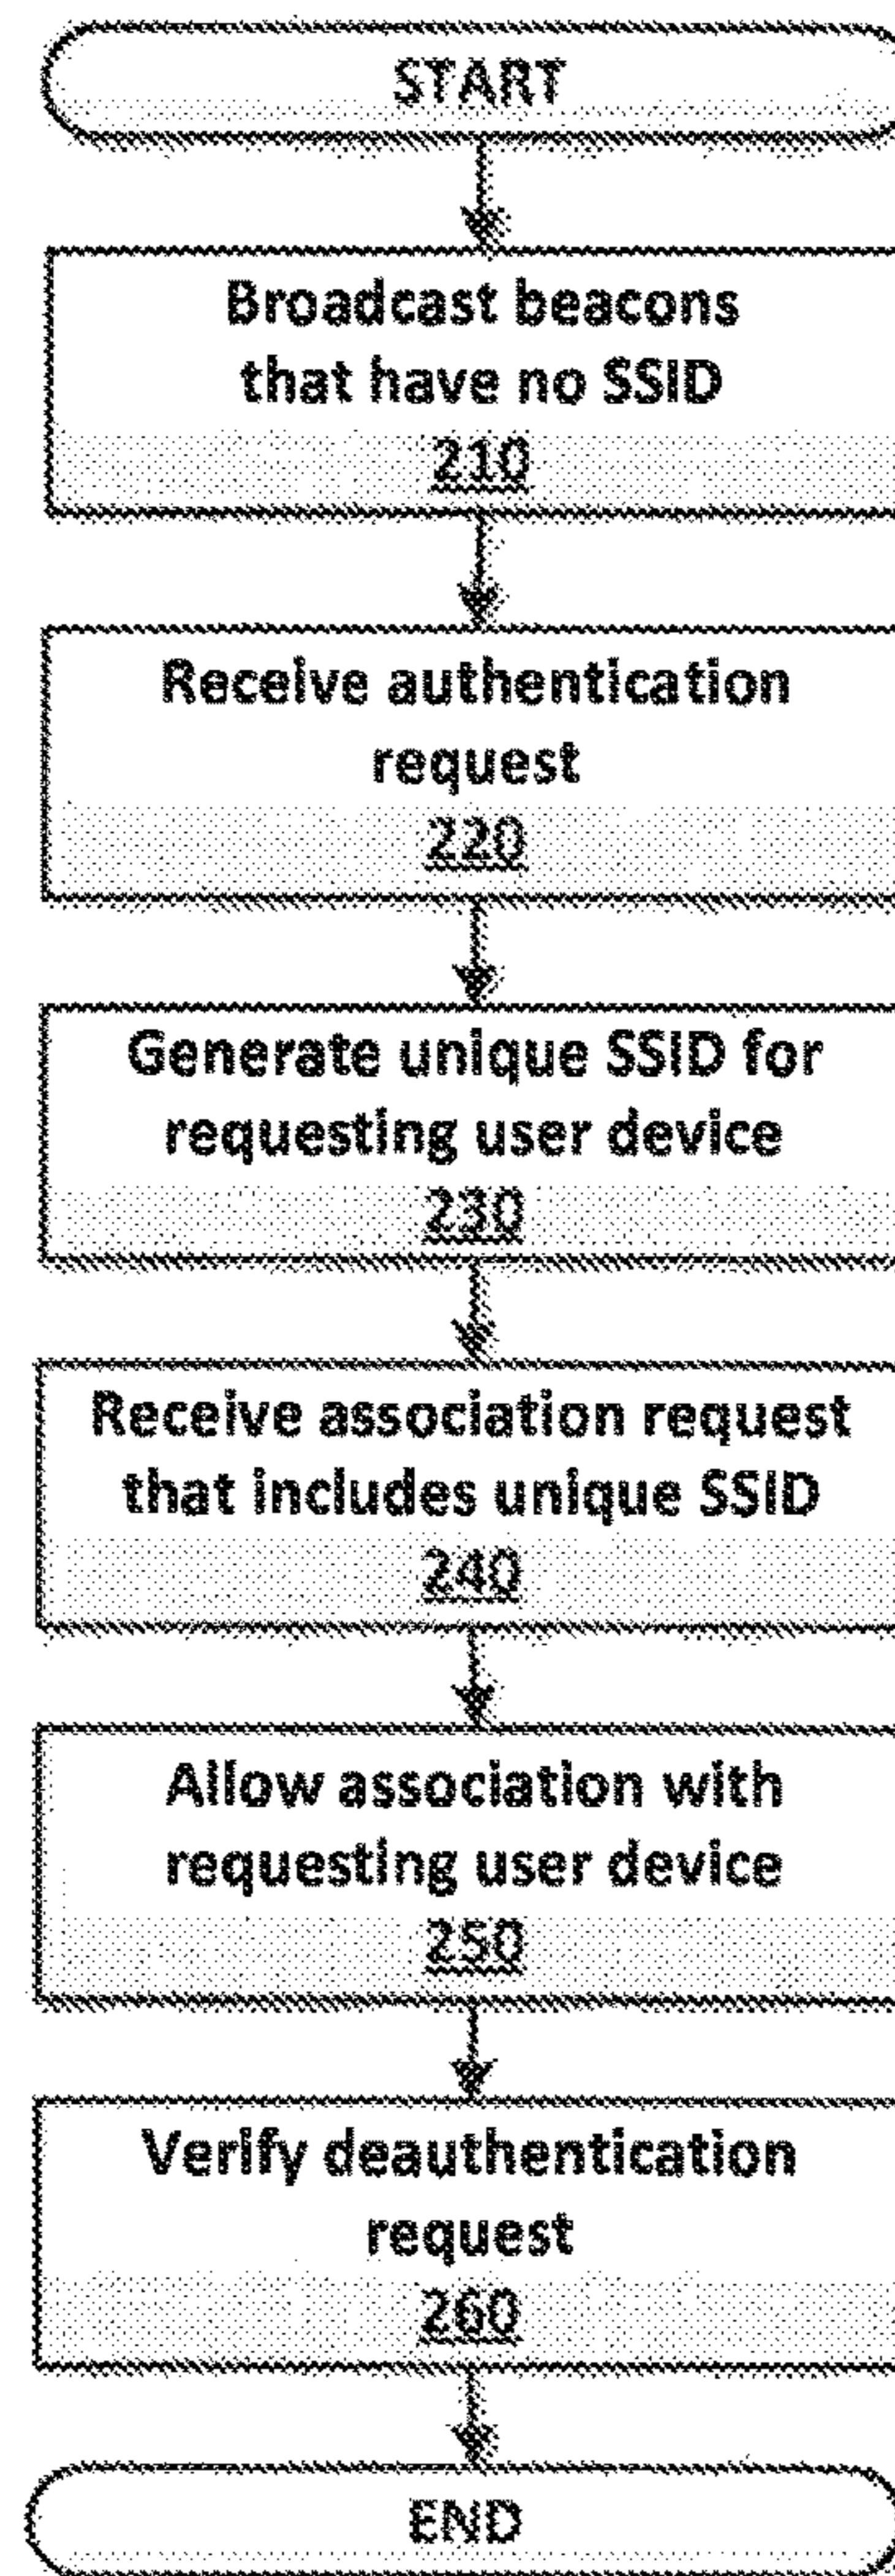 START
Broadcast beacons
that have no SSID
210
Receive authentication
request
220
Generate unique SSID for
requesting user device
230
Receive association request
that includes unique SSID
240
Allow association with
requesting user device
250
Verify deauthentication
request
260
END